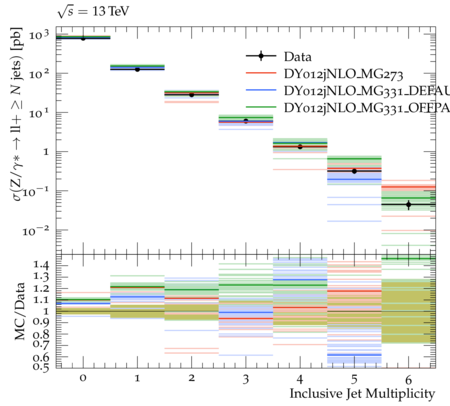 √s = 13 TeV
σ(Z/γ∗ → ll+ ≥ N jets) [pb]
10³
10²
10¹
1
10⁻¹
10⁻²
Data
DY012jNLO_MG273
DY012jNLO_MG331_DEFAU
DY012jNLO_MG331_OFFPA
MC/Data
1.4
1.3
1.2
1.1
1
0.9
0.8
0.7
0.6
0.5
0 1 2 3 4 5 6
Inclusive Jet Multiplicity